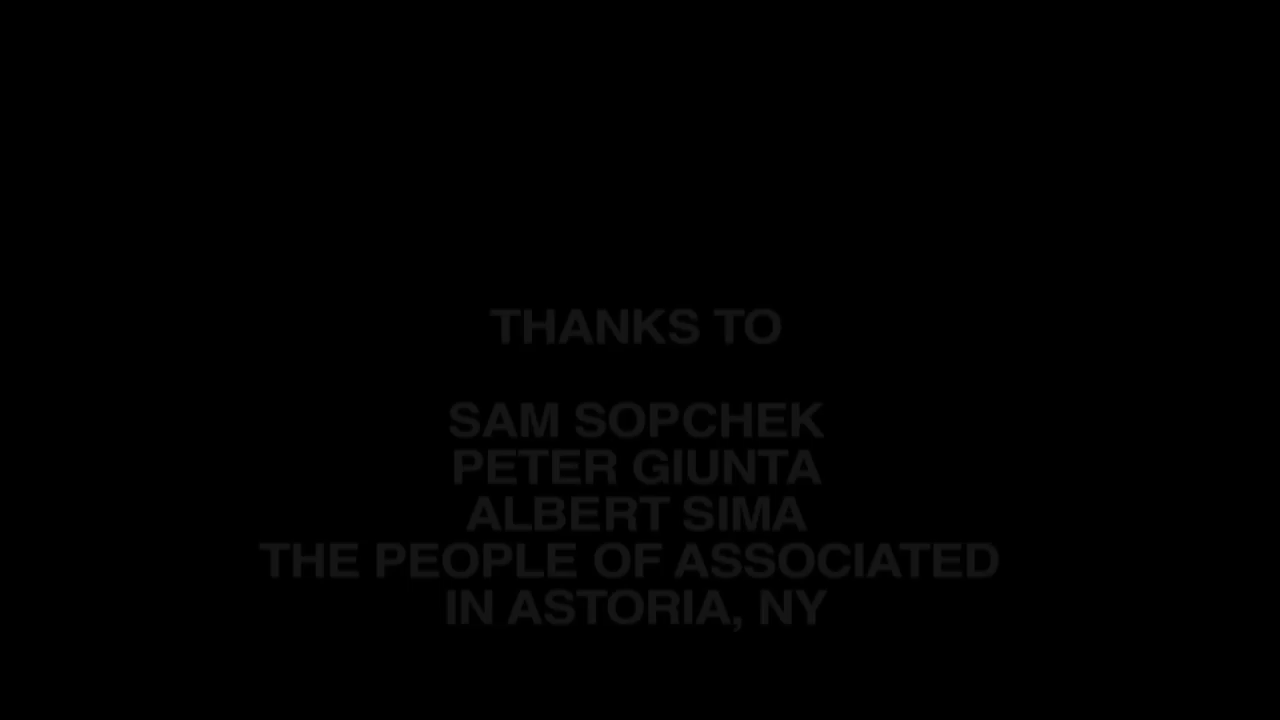 THANKS TO
SAM SOPCHEK
PETER GIUNTA
ALBERT SIMA
THE PEOPLE OF ASSOCIATED
IN ASTORIA, NY